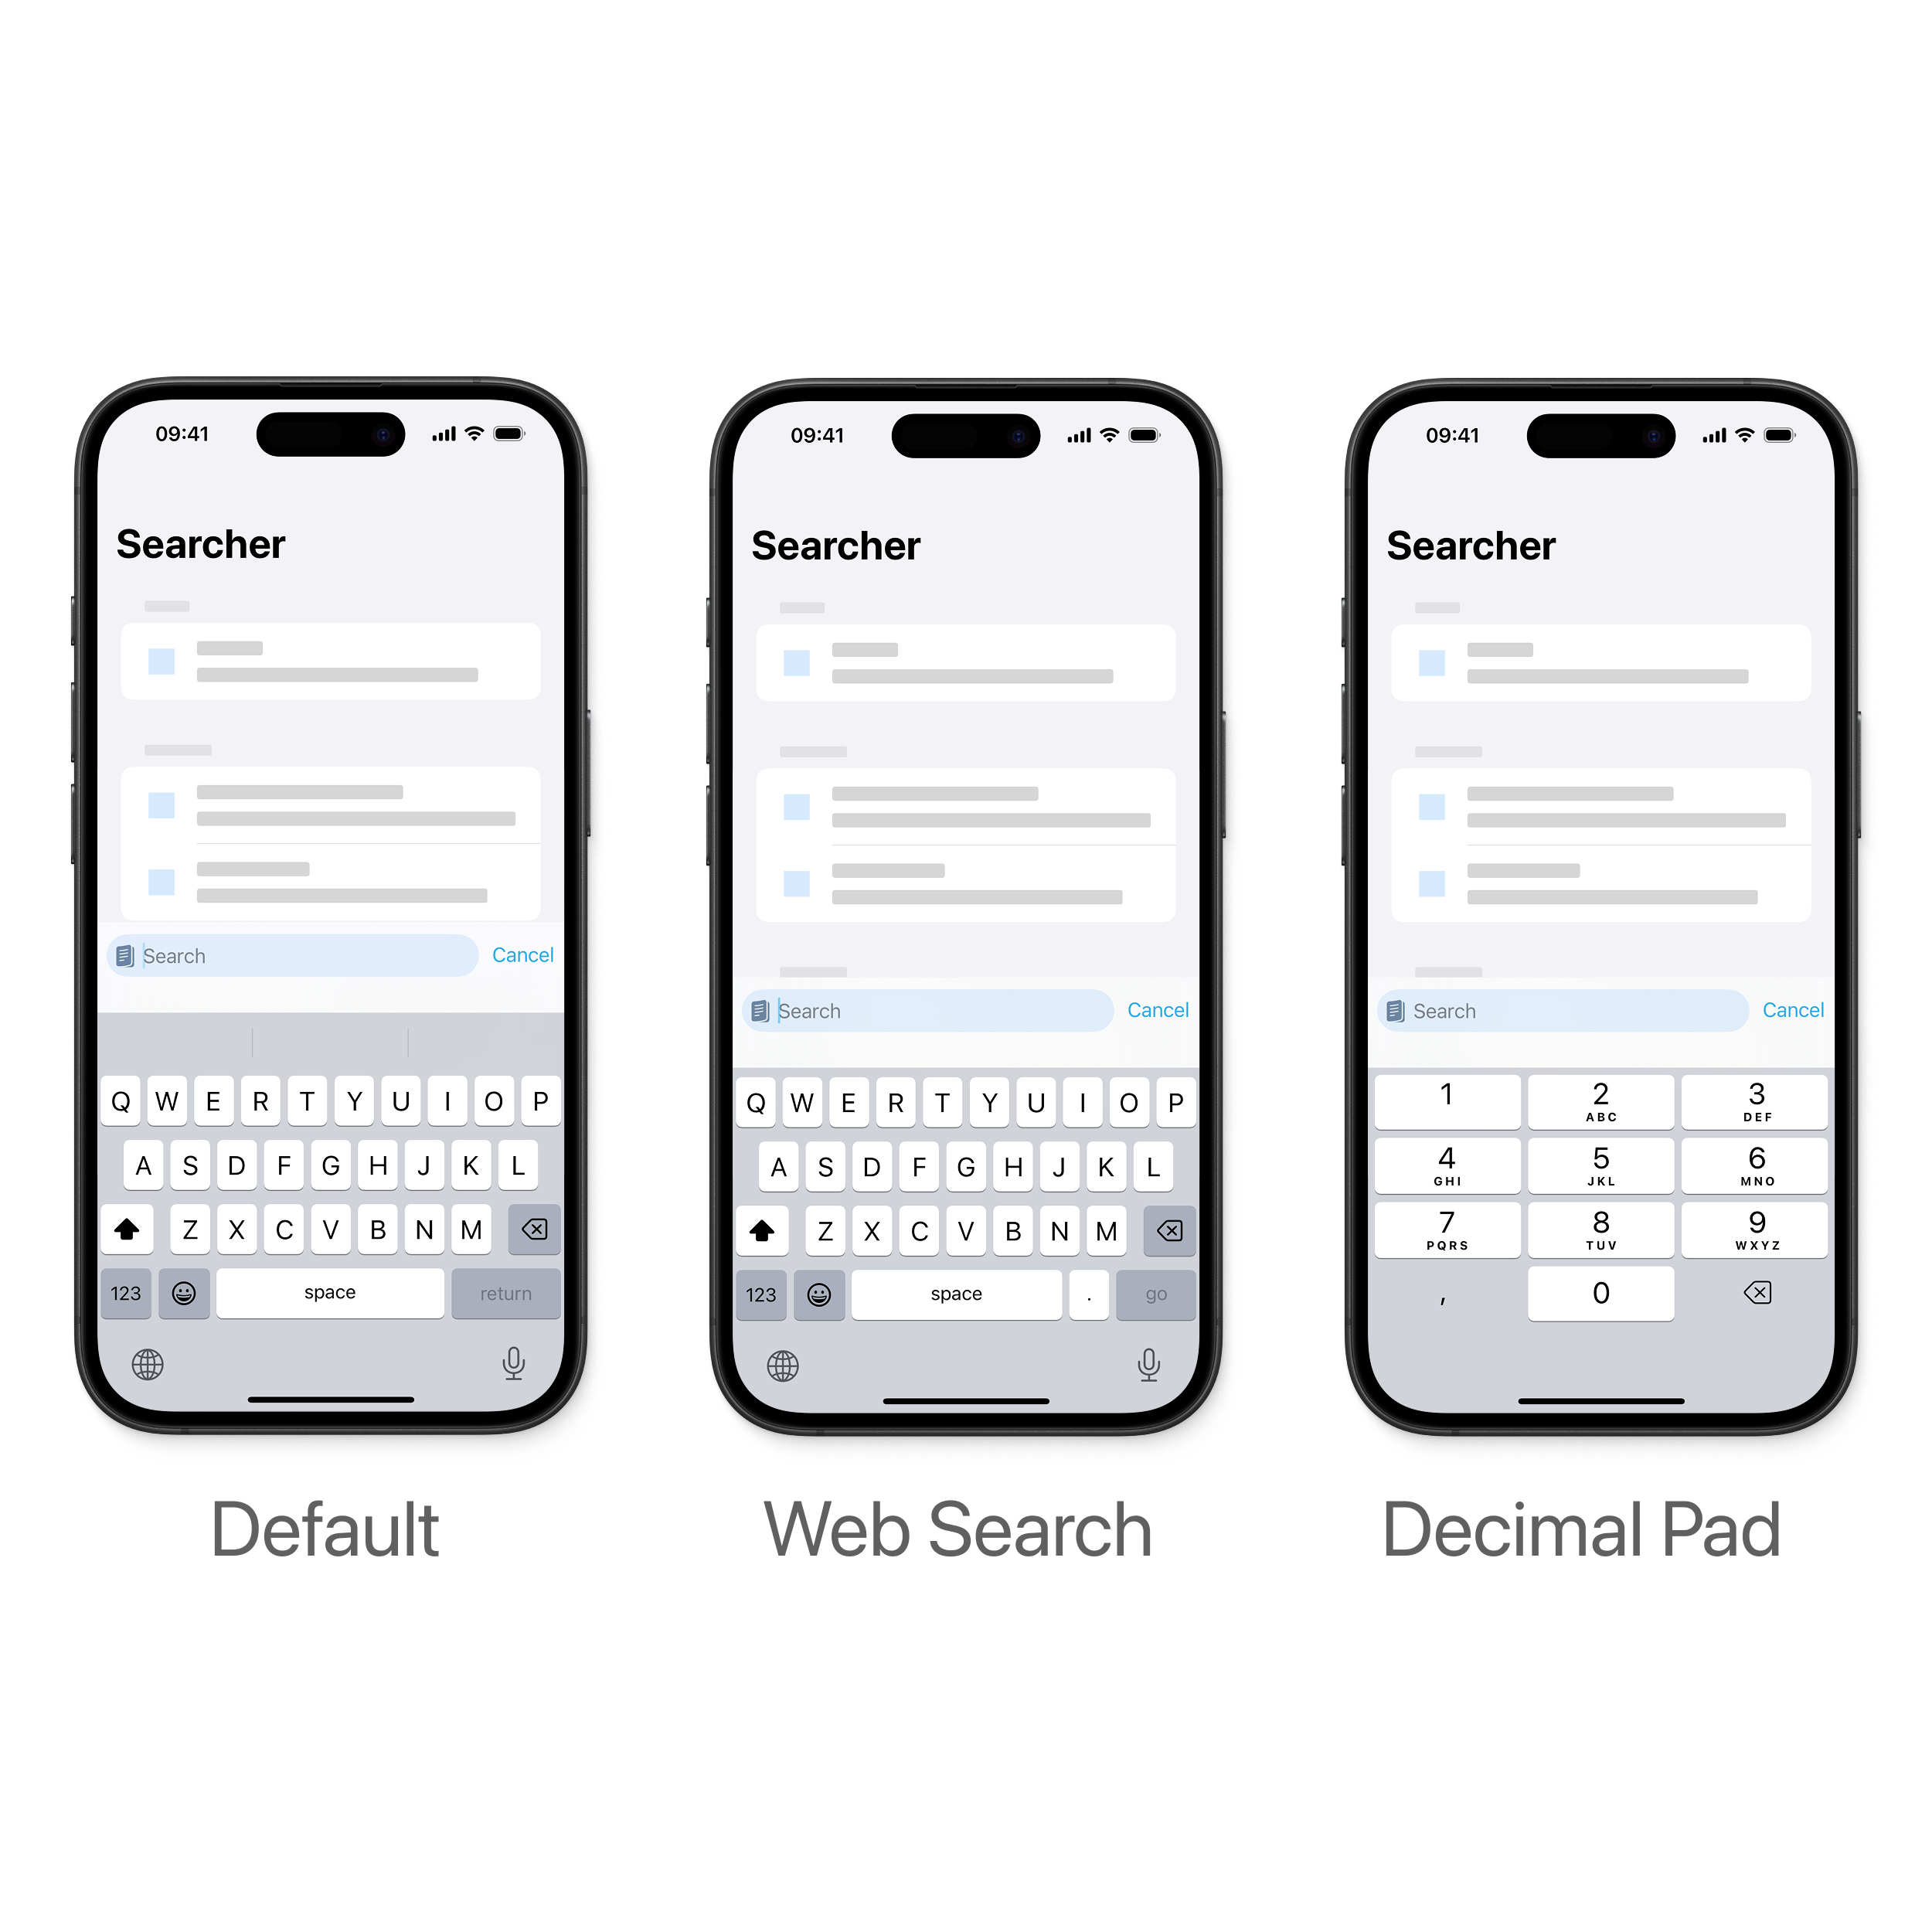 09:41
Searcher
Search
Cancel
Q W E R T Y U I O P
A S D F G H J K L
Z X C V B N M
123
space
return
Default
09:41
Searcher
Search
Cancel
Q W E R T Y U I O P
A S D F G H J K L
Z X C V B N M
123
space
.
go
Web Search
09:41
Searcher
Search
Cancel
1 2 3
ABC DEF
4 5 6
GHI JKL MNO
7 8 9
PQRS TUV WXYZ
, 0
Decimal Pad